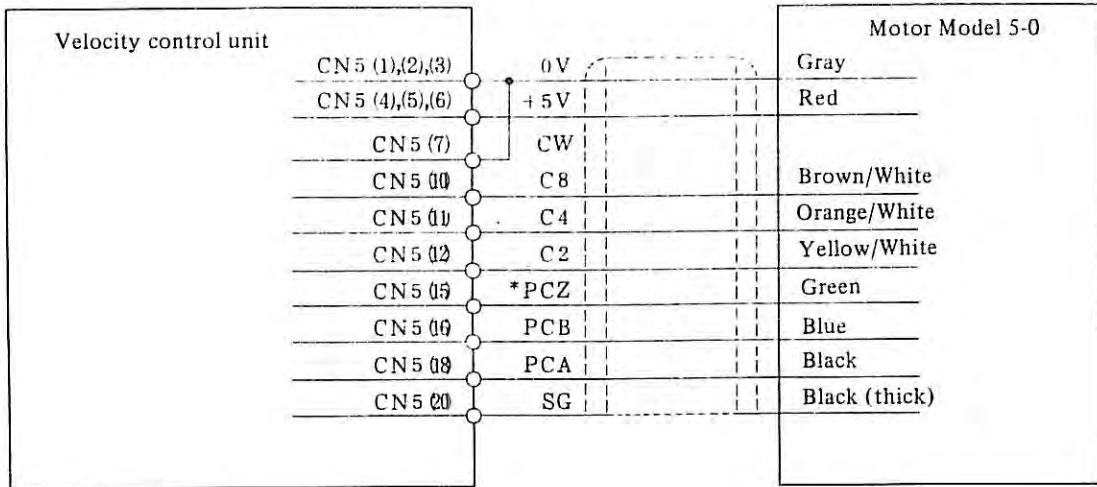 Velocity control unit
Motor Model 5-0
CN5 (1),(2),(3) 0V Gray
CN5 (4),(5),(6) +5V Red
CN5 (7) CW
CN5 (10) C8 Brown/White
CN5 (11) C4 Orange/White
CN5 (12) C2 Yellow/White
CN5 (15) *PCZ Green
CN5 (16) PCB Blue
CN5 (18) PCA Black
CN5 (20) SG Black (thick)